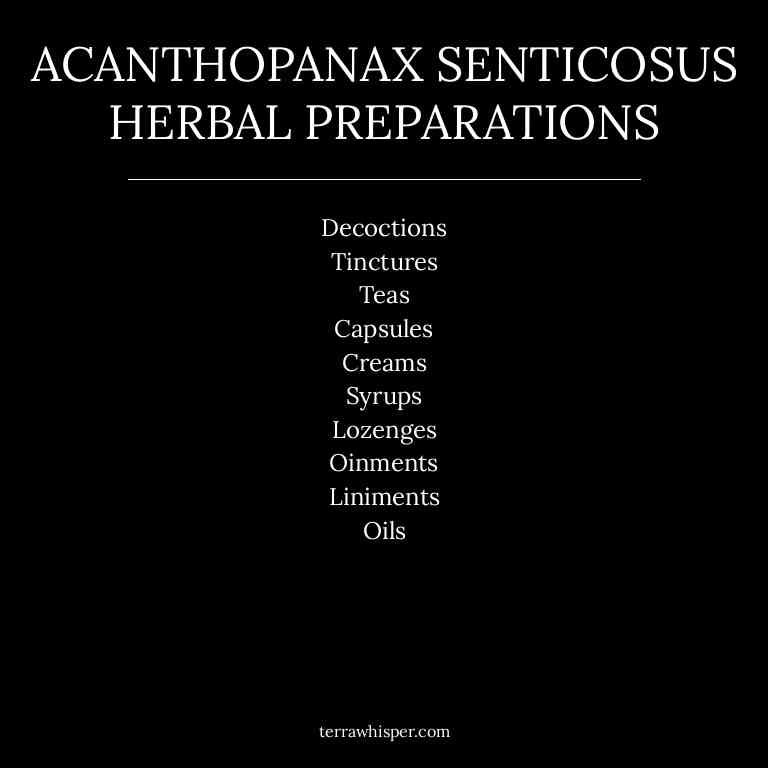 ACANTHOPANAX SENTICOSUS
HERBAL PREPARATIONS
Decoctions
Tinctures
Teas
Capsules
Creams
Syrups
Lozenges
Oinments
Liniments
Oils
terrawhisper.com